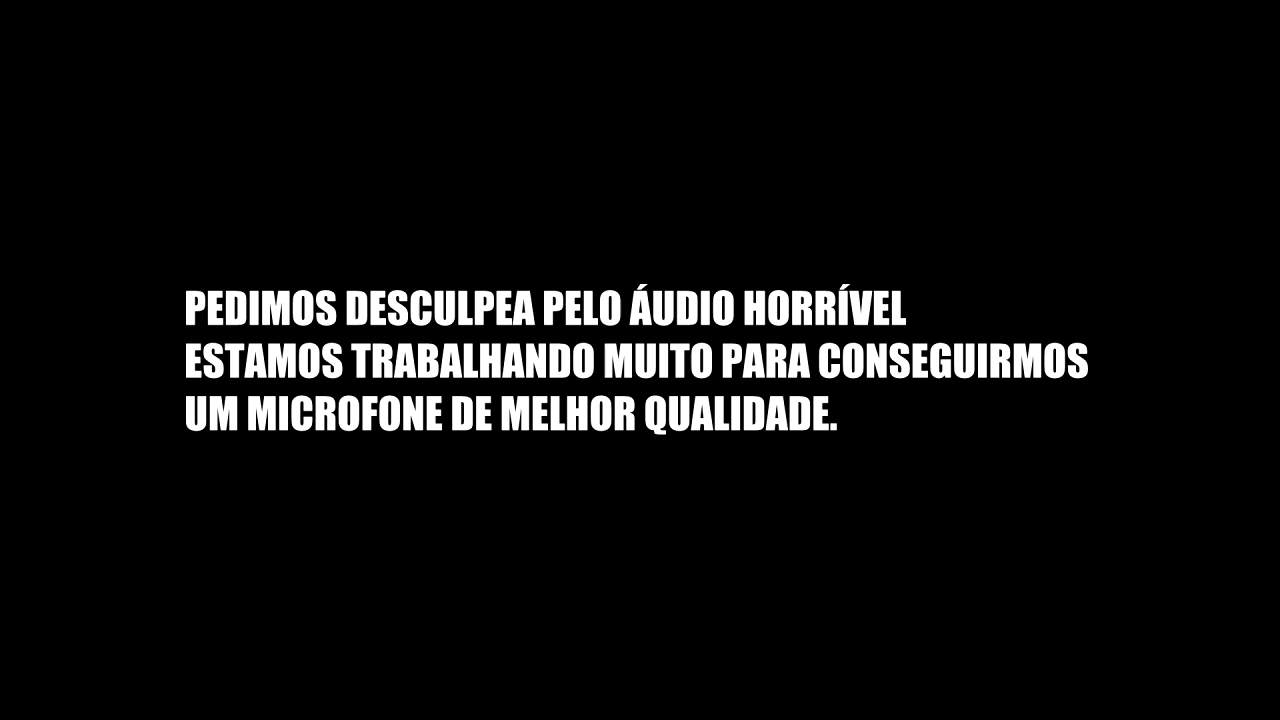 PEDIMOS DESCULPEA PELO ÁUDIO HORRÍVEL
ESTAMOS TRABALHANDO MUITO PARA CONSEGUIRMOS
UM MICROFONE DE MELHOR QUALIDADE.